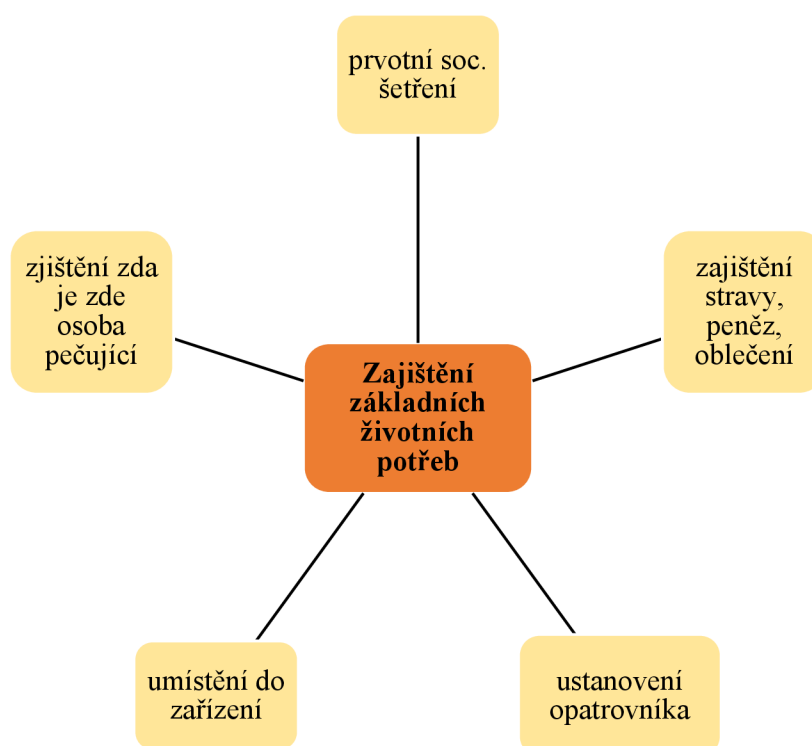 prvotní soc.
šetření
zjištění zda
je zde
osoba
pečující
zajištění
stravy,
peněz,
oblečení
Zajištění
základních
životních
potřeb
umístění do
zařízení
ustanovení
opatrovníka